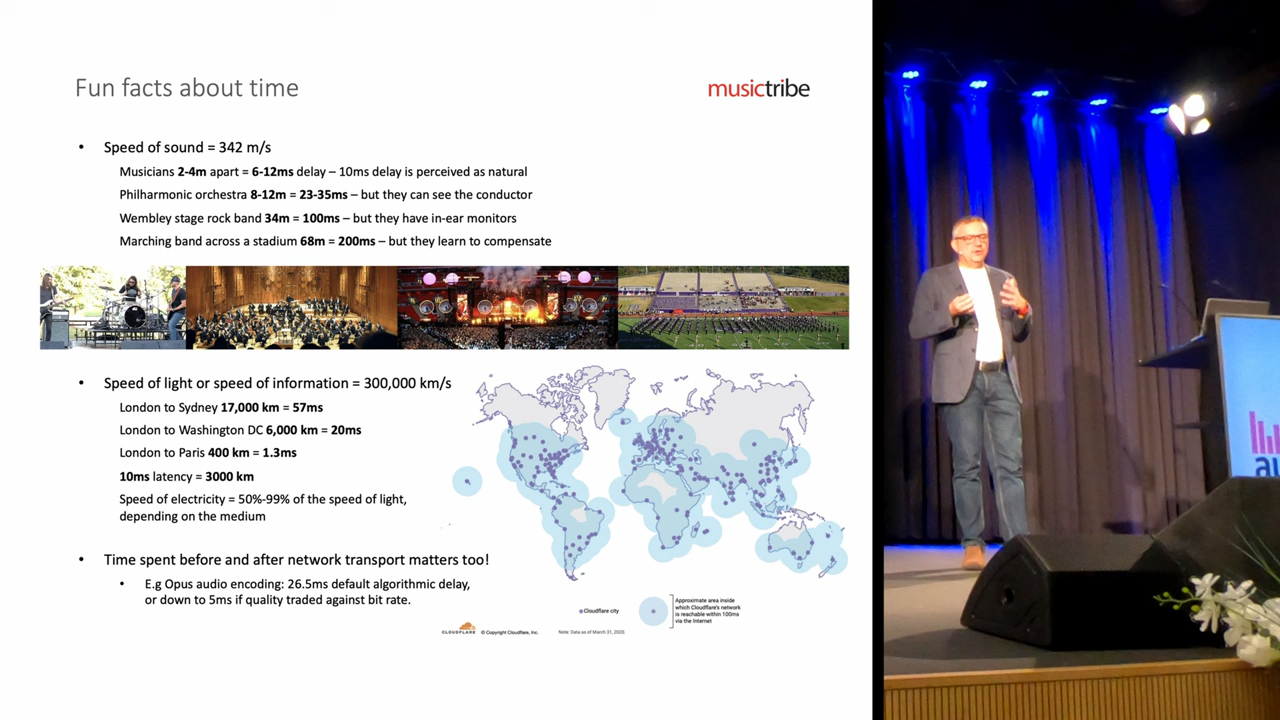 Fun facts about time
musictribe
• Speed of sound = 342 m/s
Musicians 2-4m apart = 6-12ms delay – 10ms delay is perceived as natural
Philharmonic orchestra 8-12m = 23-35ms – but they can see the conductor
Wembley stage rock band 34m = 100ms – but they have in-ear monitors
Marching band across a stadium 68m = 200ms – but they learn to compensate
• Speed of light or speed of information = 300,000 km/s
London to Sydney 17,000 km = 57ms
London to Washington DC 6,000 km = 20ms
London to Paris 400 km = 1.3ms
10ms latency = 3000 km
Speed of electricity = 50%-99% of the speed of light,
depending on the medium
• Time spent before and after network transport matters too!
• E.g Opus audio encoding: 26.5ms default algorithmic delay,
or down to 5ms if quality traded against bit rate.
Cloudflare city
Approximate area inside
which Cloudflare's network
is reachable within 100ms
via the Internet
CLOUDFLARE
© Copyright Cloudflare, Inc.
Note: Data as of March 31, 2020
au